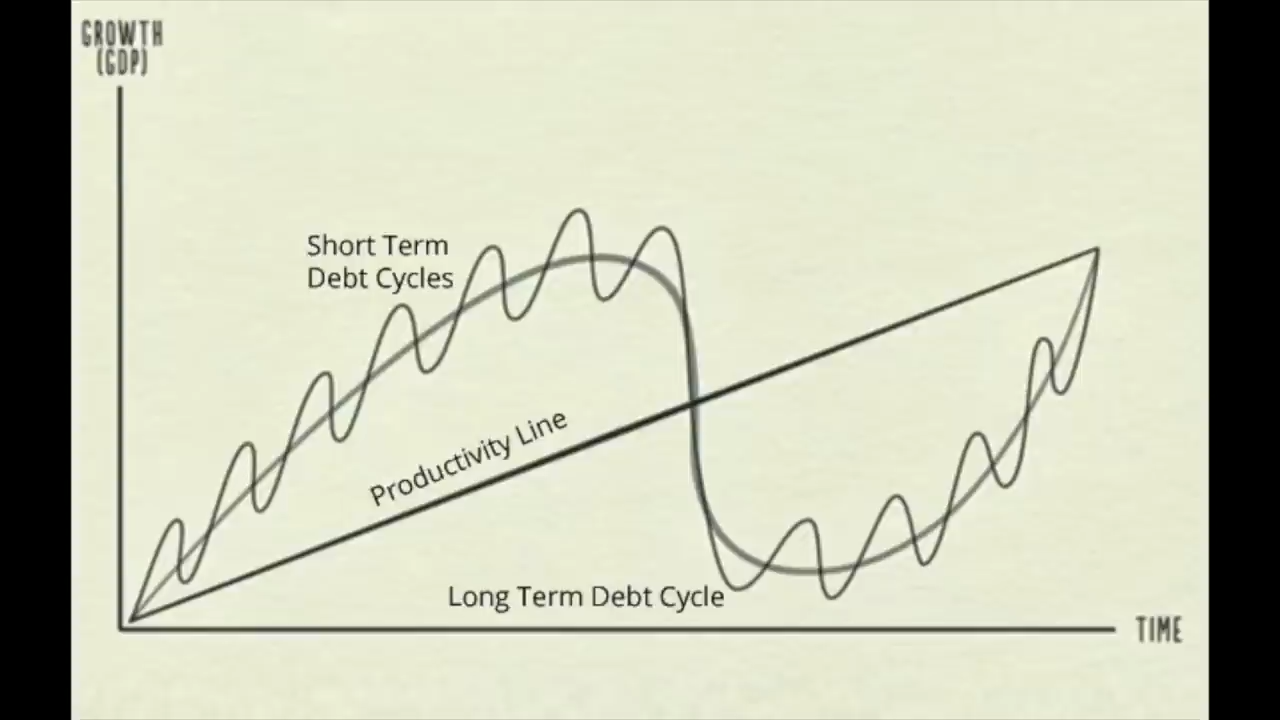 GROWTH
(GDP)
Short Term
Debt Cycles
Productivity Line
Long Term Debt Cycle
TIME